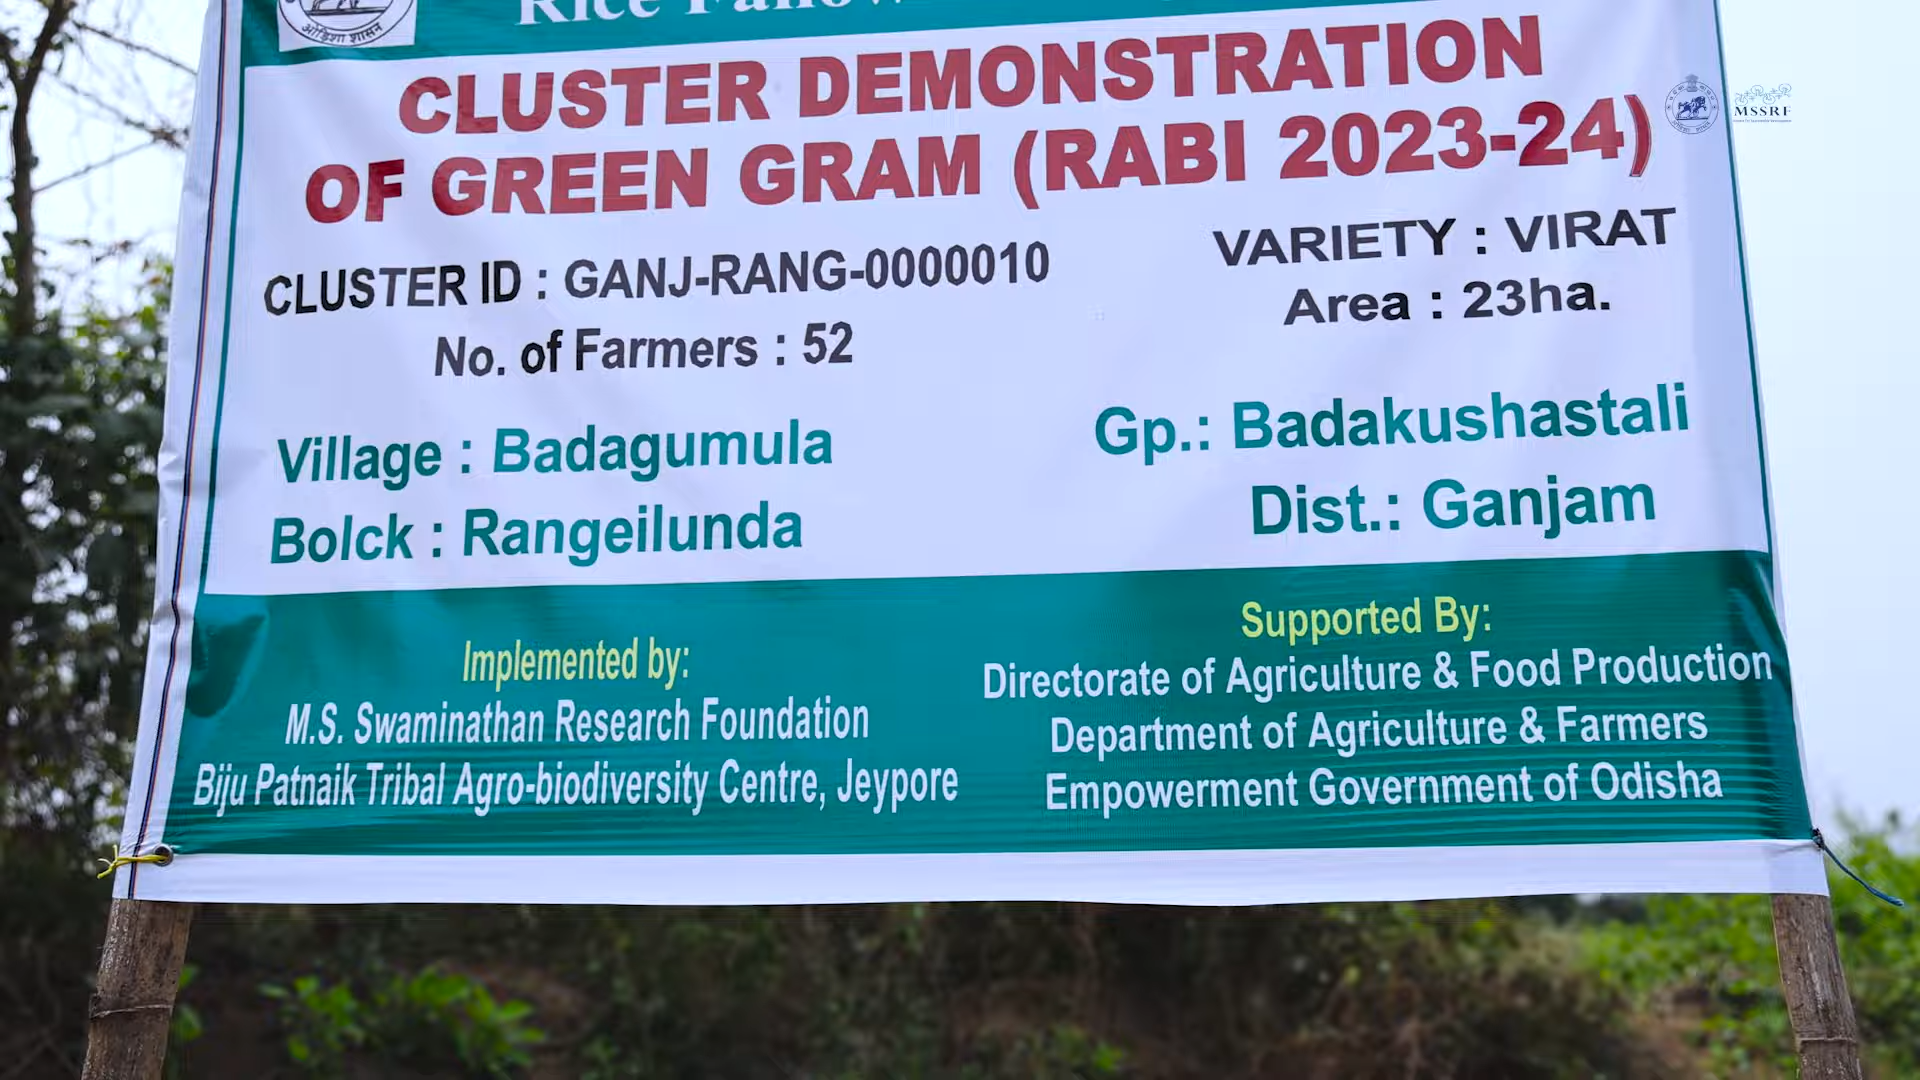 Rice Fallow
CLUSTER DEMONSTRATION
OF GREEN GRAM (RABI 2023-24)
CLUSTER ID : GANJ-RANG-0000010
VARIETY : VIRAT
No. of Farmers : 52
Area : 23ha.
Village : Badagumula
Gp.: Badakushastali
Bolck : Rangeilunda
Dist.: Ganjam
Implemented by:
M.S. Swaminathan Research Foundation
Biju Patnaik Tribal Agro-biodiversity Centre, Jeypore
Supported By:
Directorate of Agriculture & Food Production
Department of Agriculture & Farmers
Empowerment Government of Odisha
MSSRF